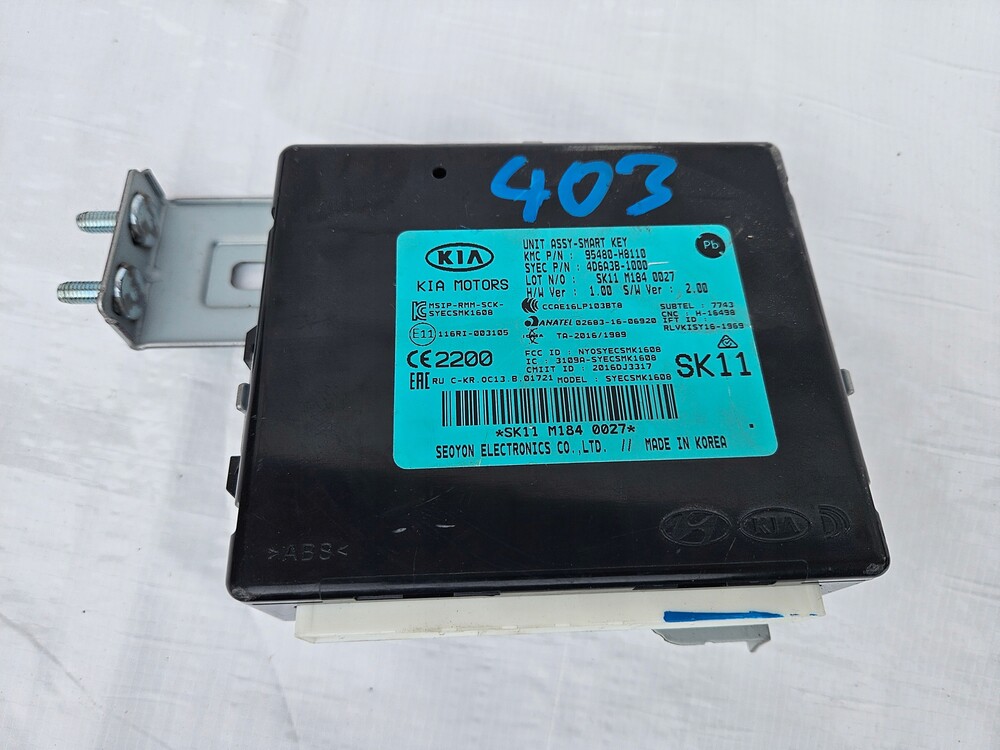 403
KIA
KIA MOTORS
UNIT ASSY-SMART KEY
KMC P/N : 95480-H8110
SYEC P/N : 4D6A3B-1000
LOT N/O : SK11 M184 0027
H/W Ver : 1.00 S/W Ver : 2.00
Pb
MSIP-RMM-SCK-
SYECSMK1608
CCAE16LP103BT8
SUBTEL : 7743
CNC : H-16498
E11 116RI-003105
ANATEL 02683-16-06920
IFT ID :
RLVKISY16-1969
TA-2016/1989
CE2200
FCC ID : NYOSYECSMK1608
IC : 3109A-SYECSMK1608
CMIIT ID : 2016DJ3317
SK11
EAC RU C-KR.OC13.B.01721 MODEL : SYECSMK1608
*SK11 M184 0027*
SEOYON ELECTRONICS CO.,LTD. // MADE IN KOREA
KIA
>ABS<